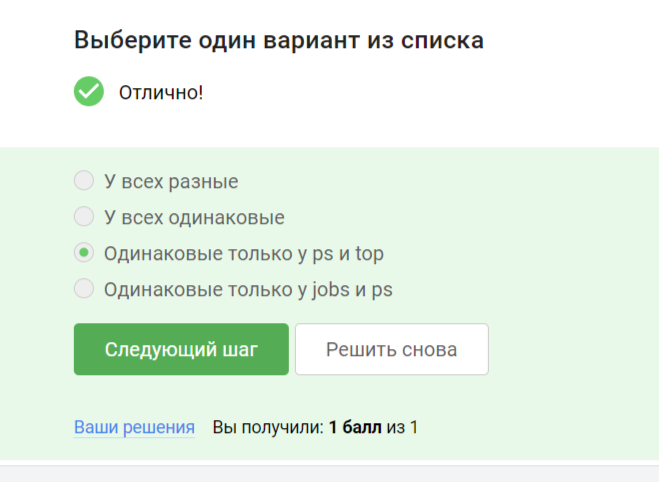 Выберите один вариант из списка
Отлично!
У всех разные
У всех одинаковые
Одинаковые только у ps и top
Одинаковые только у jobs и ps
Следующий шаг Решить снова
Ваши решения Вы получили: 1 балл из 1